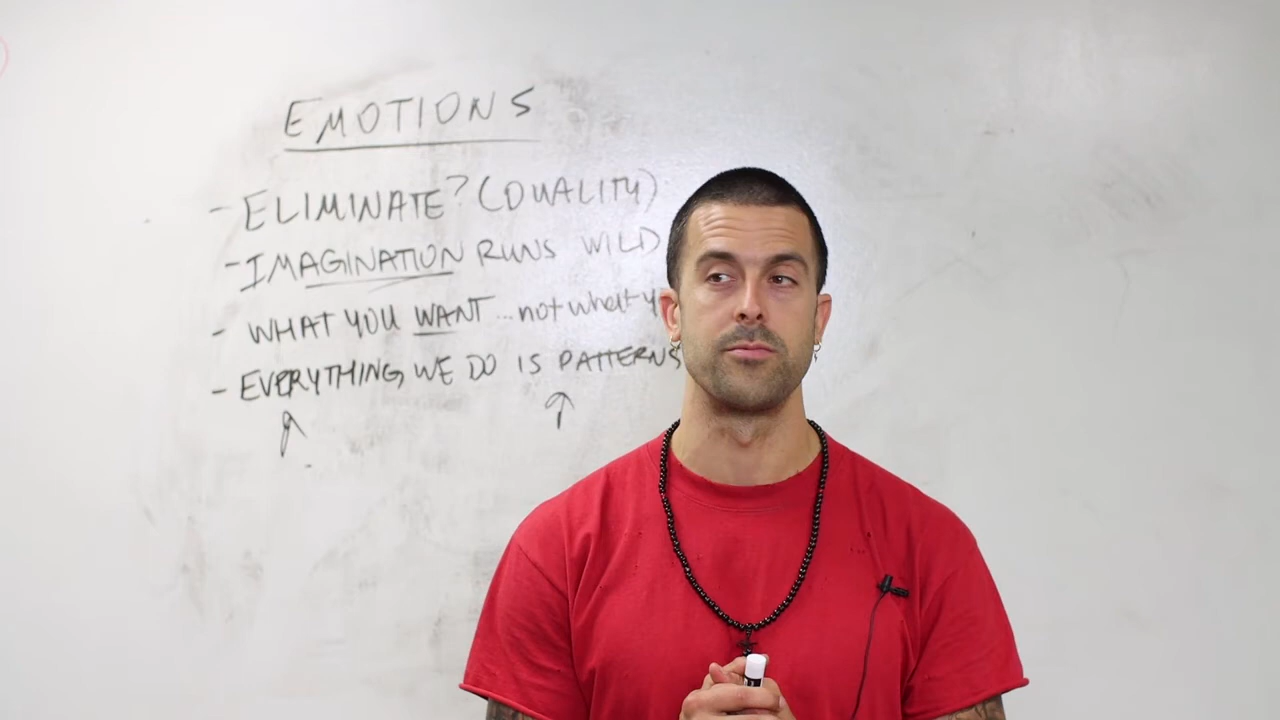 EMOTIONS
- ELIMINATE? (DUALITY)
- IMAGINATION RUNS WILD
- WHAT YOU WANT ... not what y
- EVERYTHING WE DO IS PATTERNS